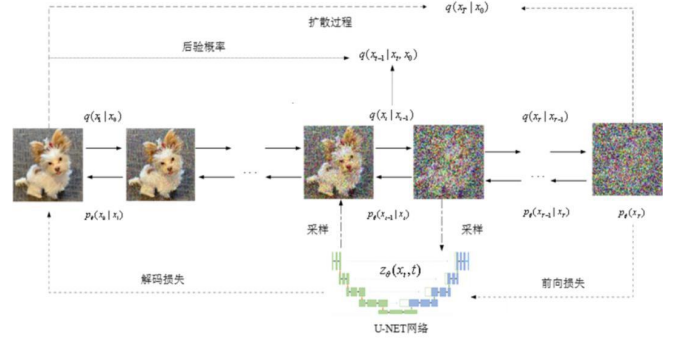 q(x_T|x_0)
扩散过程
后验概率
q(x_{t-1}|x_t, x_0)
q(x_1|x_0)
q(x_t|x_{t-1})
q(x_T|x_{T-1})
...
...
p_θ(x_0|x_1)
p_θ(x_{t-1}|x_t)
p_θ(x_{T-1}|x_T)
p_θ(x_T)
采样
采样
z_θ(x_t,t)
解码损失
前向损失
U-NET网络